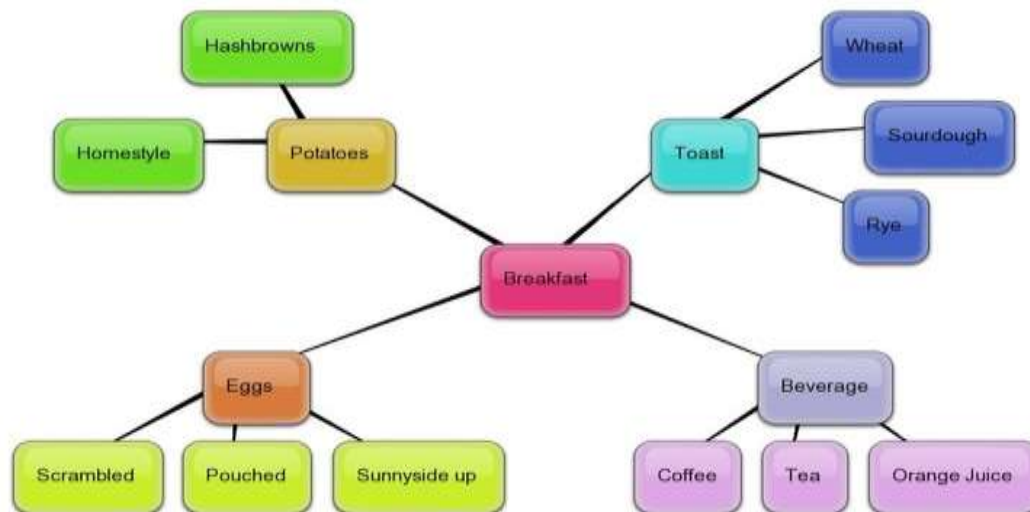 Hashbrowns
Wheat
Homestyle
Potatoes
Toast
Sourdough
Rye
Breakfast
Eggs
Beverage
Scrambled
Pouched
Sunnyside up
Coffee
Tea
Orange Juice